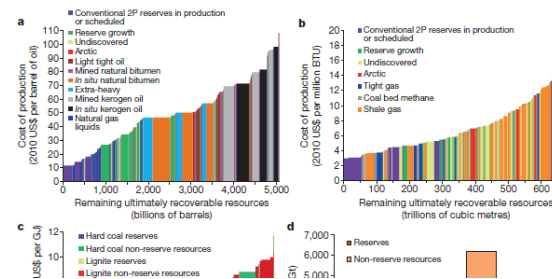 a
Cost of production
(2010 US$ per barrel of oil)
110
100
90
80
70
60
50
40
30
20
10
0
Conventional 2P reserves in production
or scheduled
Reserve growth
Undiscovered
Arctic
Light tight oil
Mined natural bitumen
In situ natural bitumen
Extra-heavy
Mined kerogen oil
In situ kerogen oil
Natural gas
liquids
0 1,000 2,000 3,000 4,000 5,000
Remaining ultimately recoverable resources
(billions of barrels)
b
Cost of production
(2010 US$ per million BTU)
20
18
16
14
12
10
8
6
4
2
0
Conventional 2P reserves in production
or scheduled
Reserve growth
Undiscovered
Arctic
Tight gas
Coal bed methane
Shale gas
0 100 200 300 400 500 600
Remaining ultimately recoverable resources
(trillions of cubic metres)
c
US$ per GJ)
12
10
Hard coal reserves
Hard coal non-reserve resources
Lignite reserves
Lignite non-reserve resources
d
Gt)
7,000
6,000
5,000
Reserves
Non-reserve resources